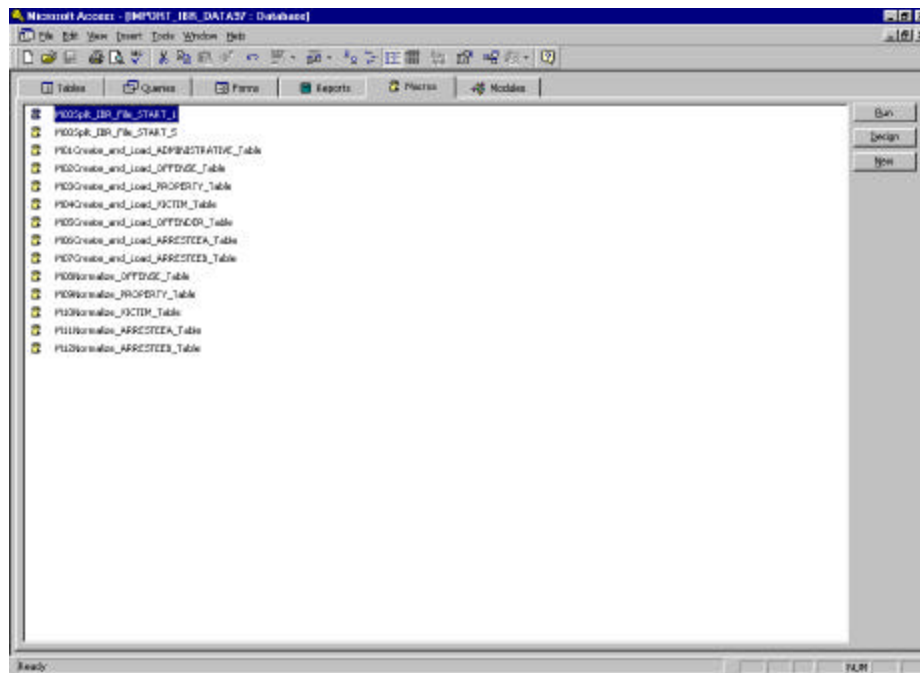 Microsoft Access - [IMPORT_IBR_DATA97 : Database]
File Edit View Insert Tools Window Help
Tables Queries Forms Reports Macros Modules
M00Split_IBR_File_START_1
M00Split_IBR_File_START_5
M01Create_and_Load_ADMINISTRATIVE_Table
M02Create_and_Load_OFFENSE_Table
M03Create_and_Load_PROPERTY_Table
M04Create_and_Load_VICTIM_Table
M05Create_and_Load_OFFENDER_Table
M06Create_and_Load_ARRESTEEA_Table
M07Create_and_Load_ARRESTEEB_Table
M08Normalize_OFFENSE_Table
M09Normalize_PROPERTY_Table
M10Normalize_VICTIM_Table
M11Normalize_ARRESTEEA_Table
M12Normalize_ARRESTEEB_Table
Run
Design
New
Ready NUM